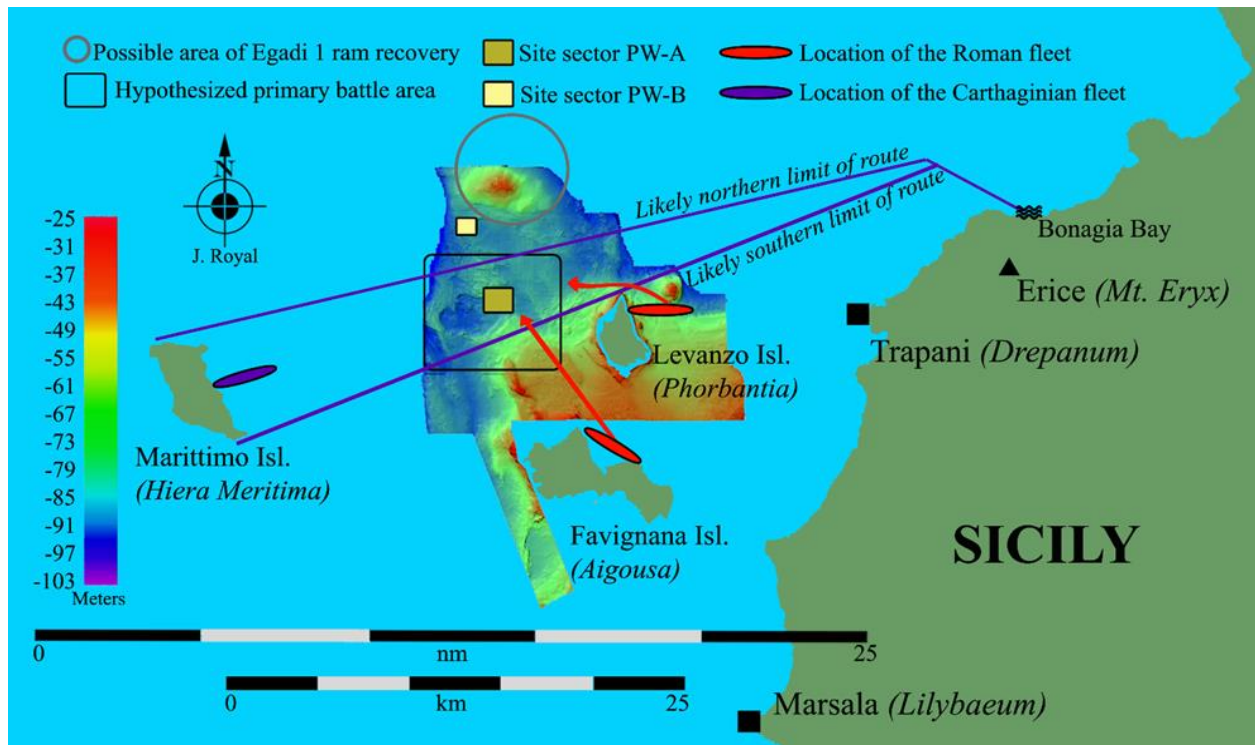 Possible area of Egadi 1 ram recovery
Hypothesized primary battle area
Site sector PW-A
Site sector PW-B
Location of the Roman fleet
Location of the Carthaginian fleet
N
J. Royal
-25
-31
-37
-43
-49
-55
-61
-67
-73
-79
-85
-91
-97
-103
Meters
Likely northern limit of route
Likely southern limit of route
Bonagia Bay
Erice (Mt. Eryx)
Trapani (Drepanum)
Levanzo Isl.
(Phorbantia)
Marittimo Isl.
(Hiera Meritima)
Favignana Isl.
(Aigousa)
SICILY
0
nm
25
0
km
25
Marsala (Lilybaeum)